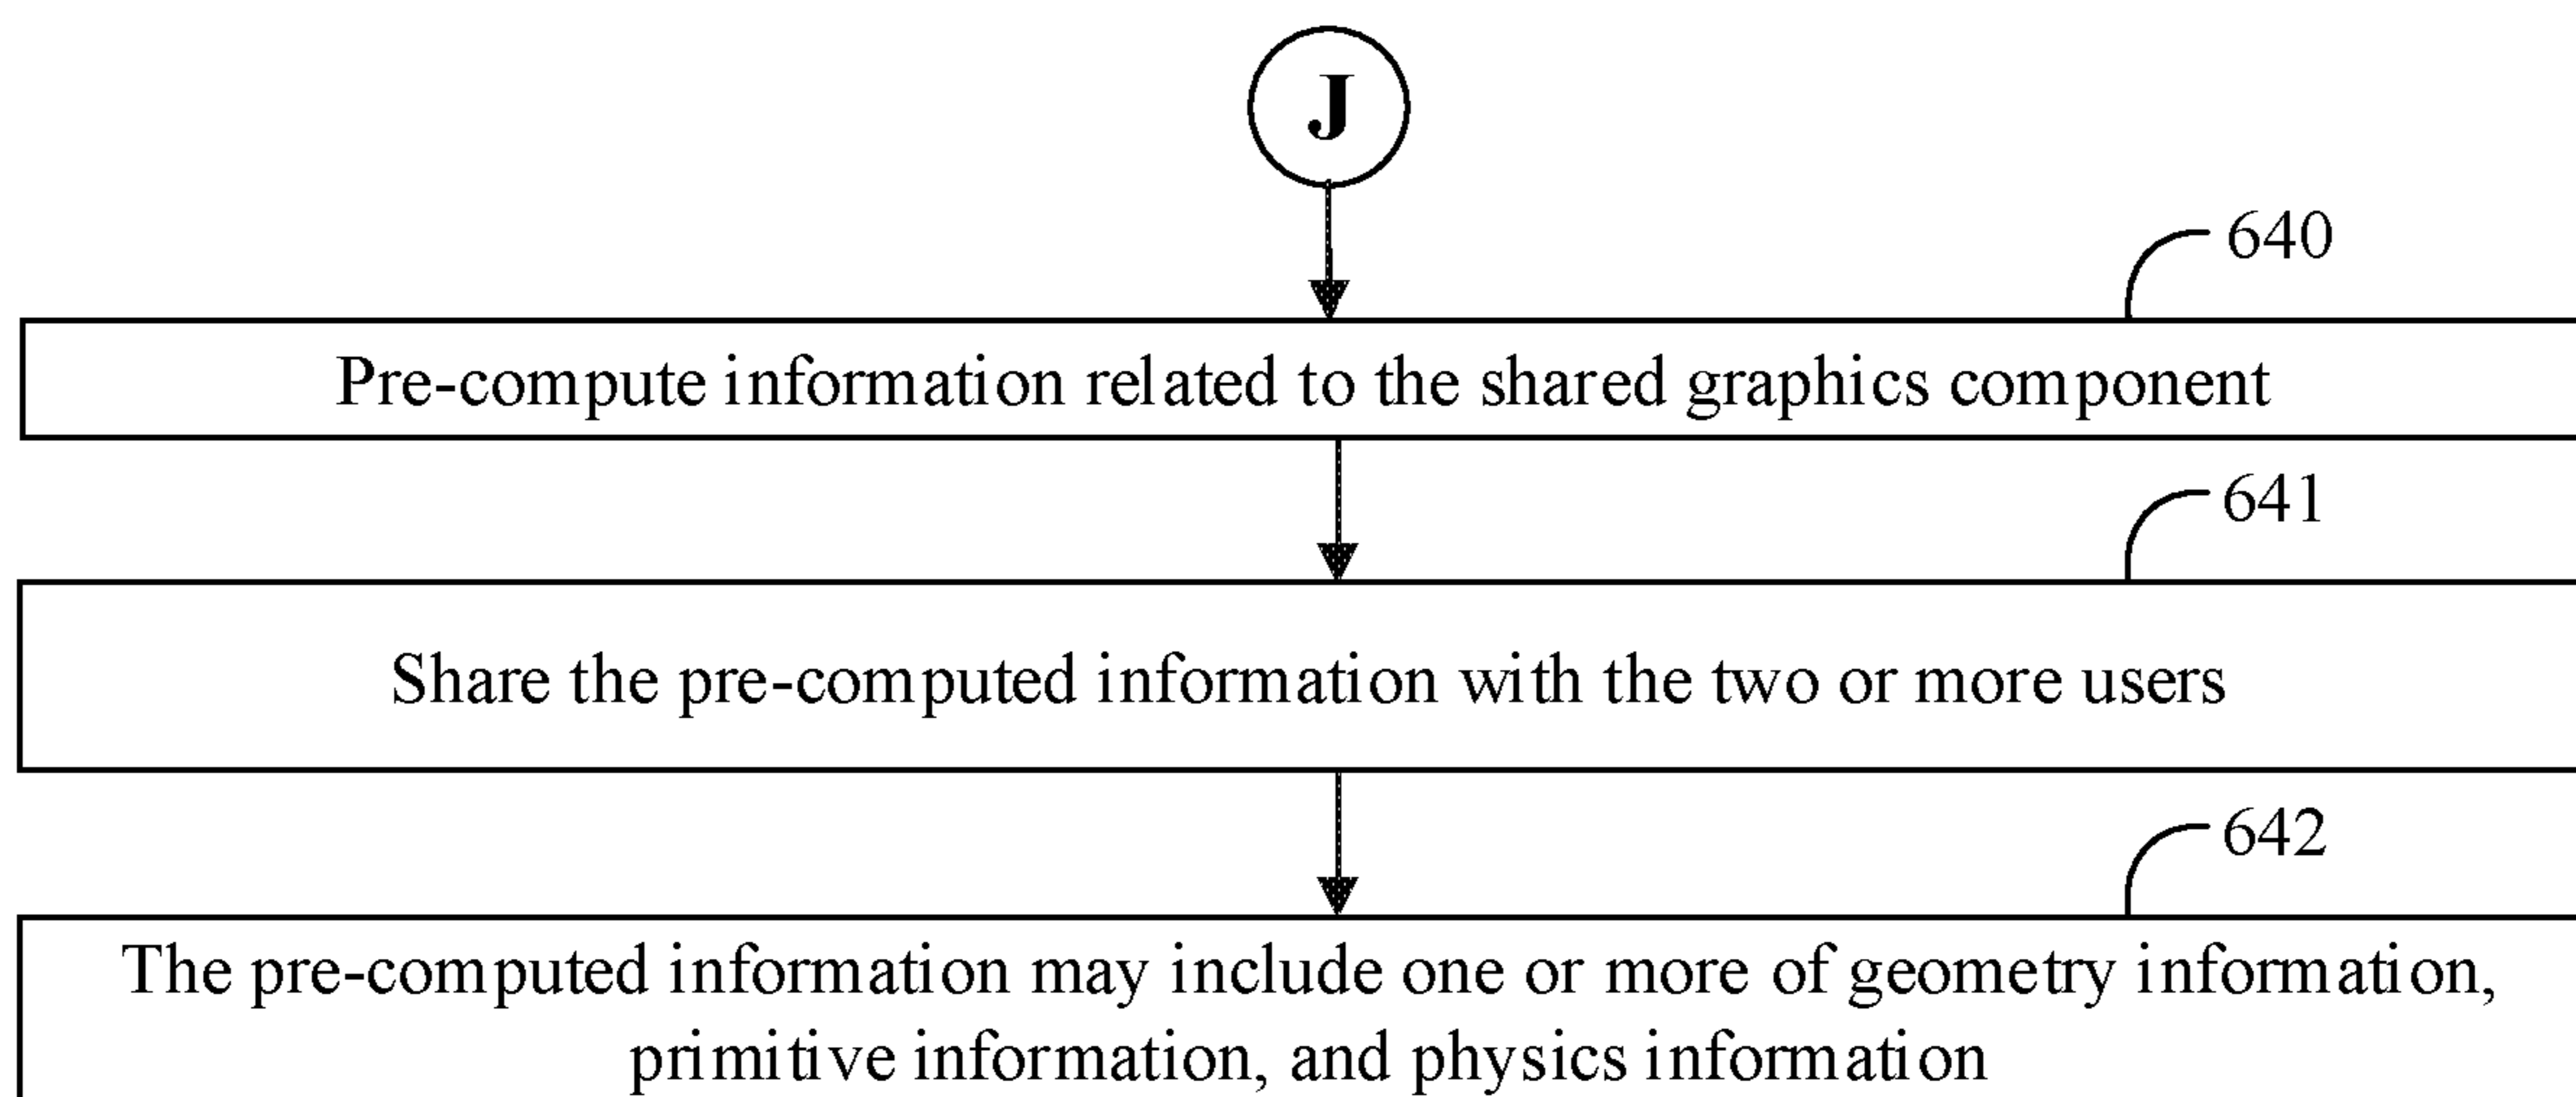 J
640
Pre-compute information related to the shared graphics component
641
Share the pre-computed information with the two or more users
642
The pre-computed information may include one or more of geometry information,
primitive information, and physics information